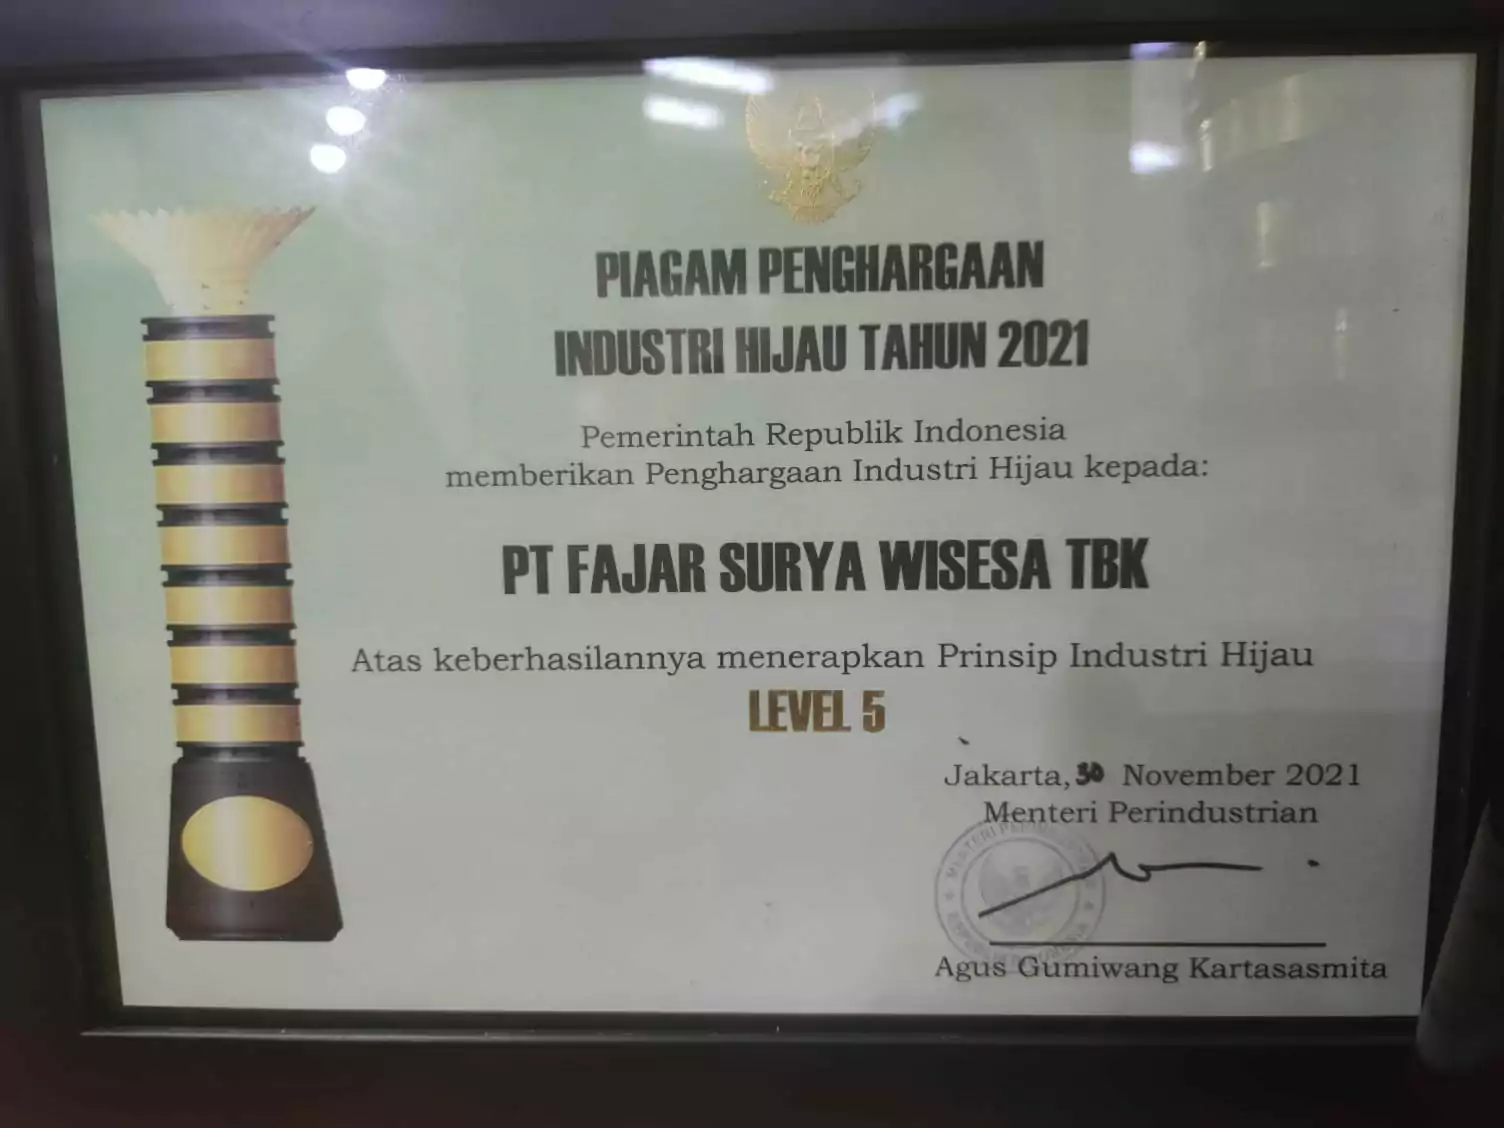 PIAGAM PENGHARGAAN
INDUSTRI HIJAU TAHUN 2021
Pemerintah Republik Indonesia
memberikan Penghargaan Industri Hijau kepada:
PT FAJAR SURYA WISESA TBK
Atas keberhasilannya menerapkan Prinsip Industri Hijau
LEVEL 5
Jakarta, 30 November 2021
Menteri Perindustrian
Agus Gumiwang Kartasasmita